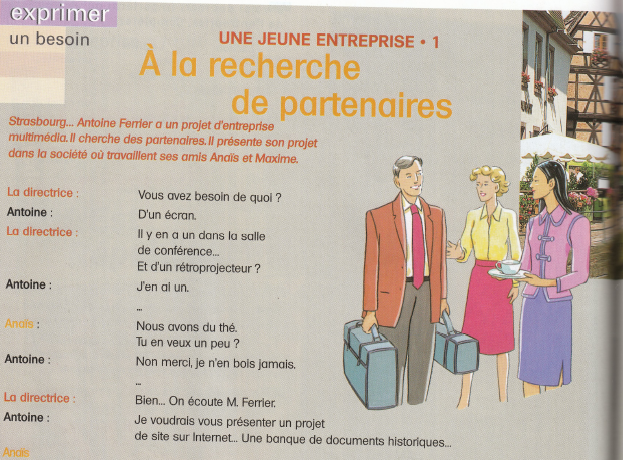 exprimer
un besoin
UNE JEUNE ENTREPRISE • 1
À la recherche
de partenaires
Strasbourg... Antoine Ferrier a un projet d'entreprise
multimédia. Il cherche des partenaires. Il présente son projet
dans la société où travaillent ses amis Anaïs et Maxime.
La directrice : Vous avez besoin de quoi ?
Antoine : D'un écran.
La directrice : Il y en a un dans la salle
de conférence...
Et d'un rétroprojecteur ?
Antoine : J'en ai un.
...
Anaïs : Nous avons du thé.
Tu en veux un peu ?
Antoine : Non merci, je n'en bois jamais.
...
La directrice : Bien... On écoute M. Ferrier.
Antoine : Je voudrais vous présenter un projet
de site sur Internet... Une banque de documents historiques...
Anaïs